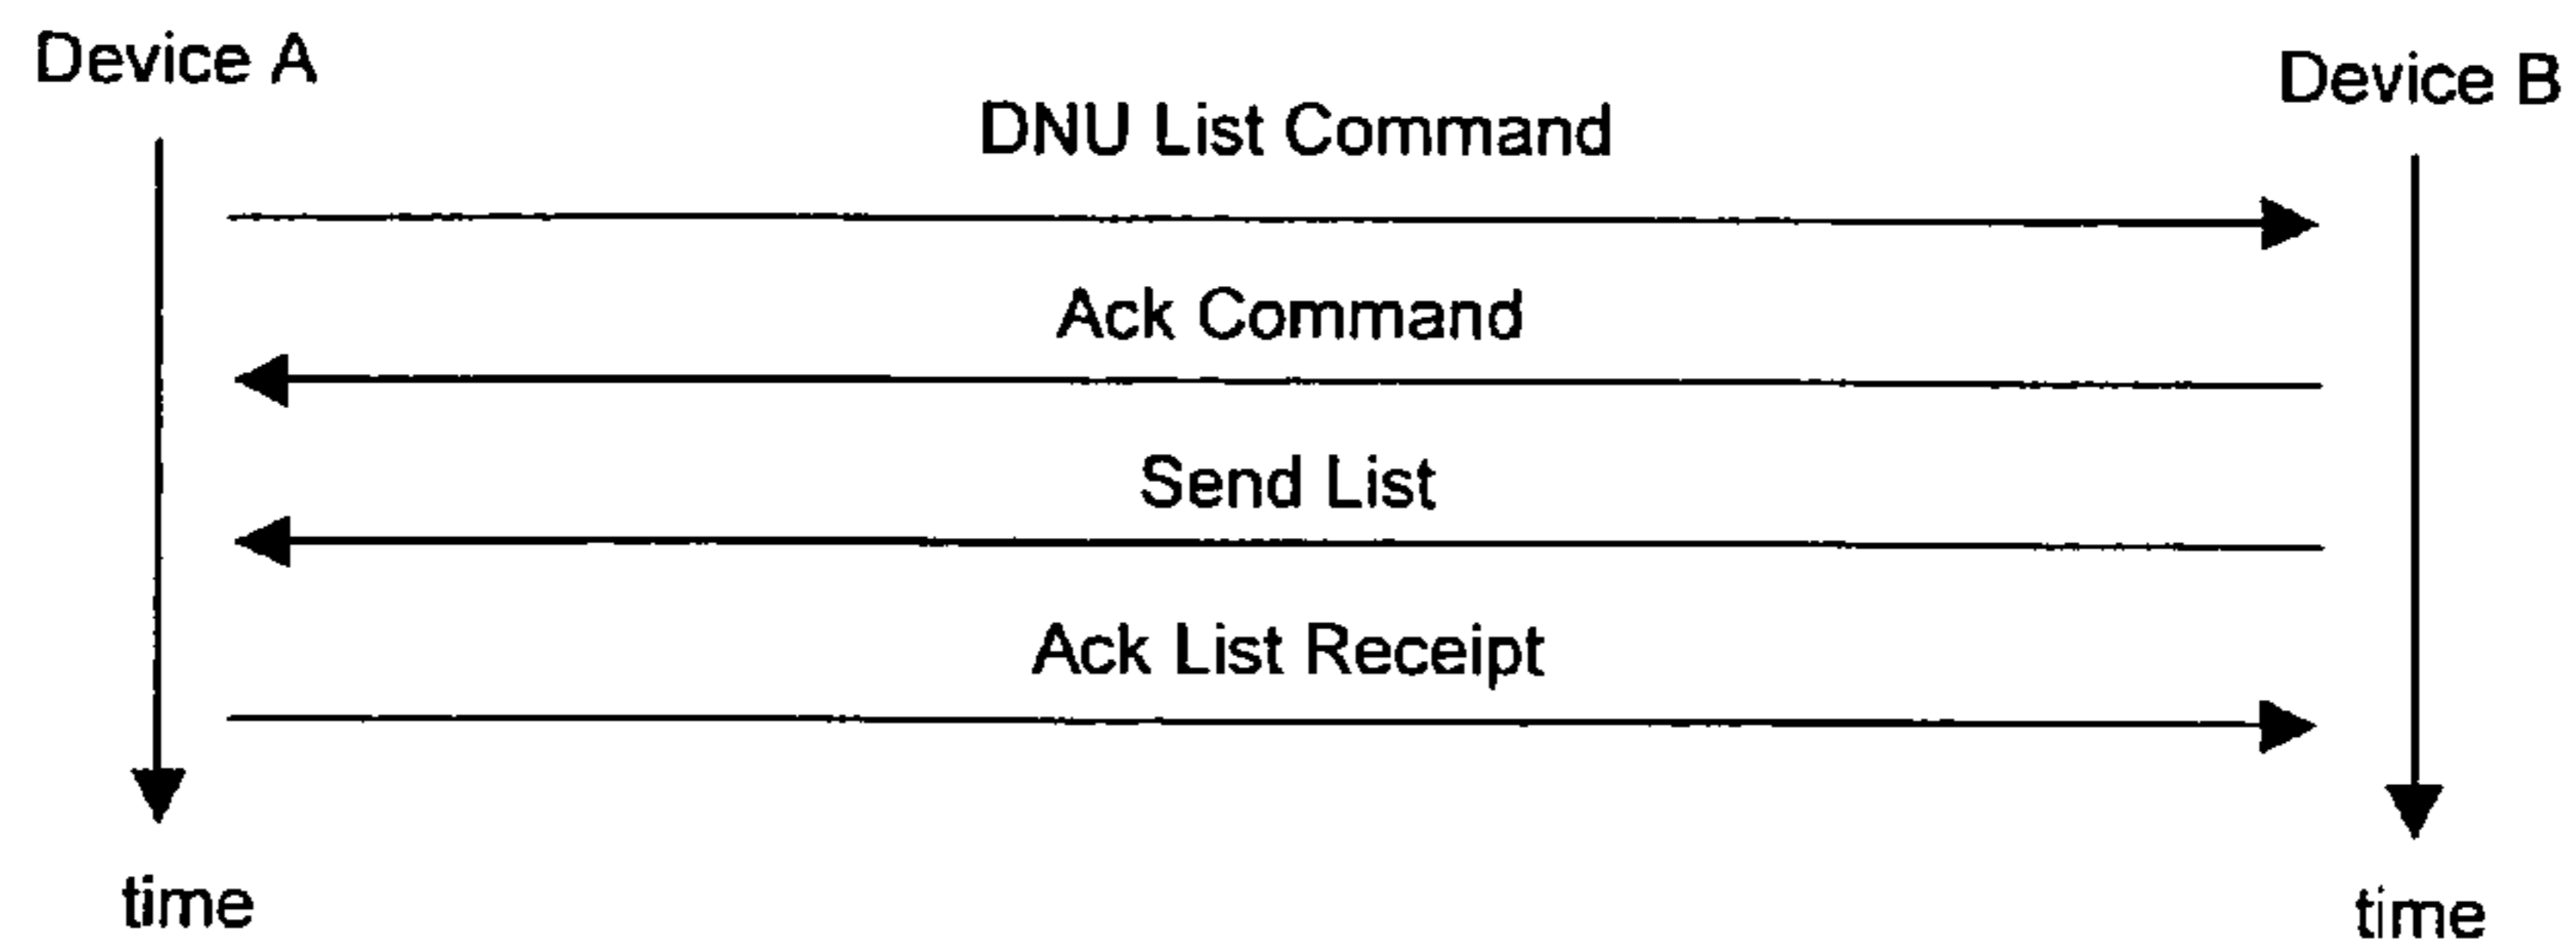 Device A
Device B
DNU List Command
Ack Command
Send List
Ack List Receipt
time
time